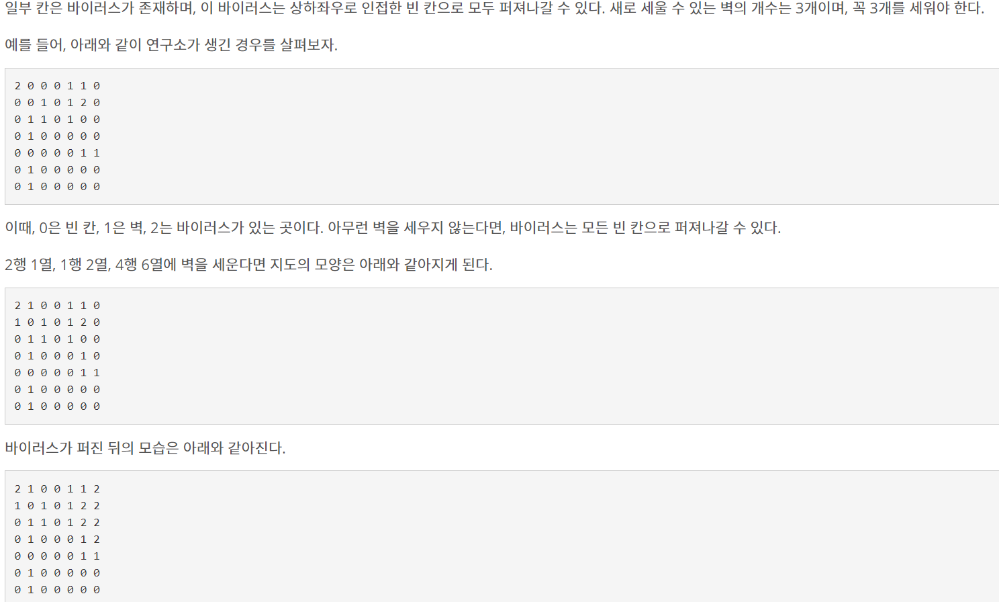 일부 칸은 바이러스가 존재하며, 이 바이러스는 상하좌우로 인접한 빈 칸으로 모두 퍼져나갈 수 있다. 새로 세울 수 있는 벽의 개수는 3개이며, 꼭 3개를 세워야 한다.
예를 들어, 아래와 같이 연구소가 생긴 경우를 살펴보자.
2 0 0 0 1 1 0
0 0 1 0 1 2 0
0 1 1 0 1 0 0
0 1 0 0 0 0 0
0 0 0 0 0 1 1
0 1 0 0 0 0 0
0 1 0 0 0 0 0
이때, 0은 빈 칸, 1은 벽, 2는 바이러스가 있는 곳이다. 아무런 벽을 세우지 않는다면, 바이러스는 모든 빈 칸으로 퍼져나갈 수 있다.
2행 1열, 1행 2열, 4행 6열에 벽을 세운다면 지도의 모양은 아래와 같아지게 된다.
2 1 0 0 1 1 0
1 0 1 0 1 2 0
0 1 1 0 1 0 0
0 1 0 0 0 1 0
0 0 0 0 0 1 1
0 1 0 0 0 0 0
0 1 0 0 0 0 0
바이러스가 퍼진 뒤의 모습은 아래와 같아진다.
2 1 0 0 1 1 2
1 0 1 0 1 2 2
0 1 1 0 1 2 2
0 1 0 0 0 1 2
0 0 0 0 0 1 1
0 1 0 0 0 0 0
0 1 0 0 0 0 0